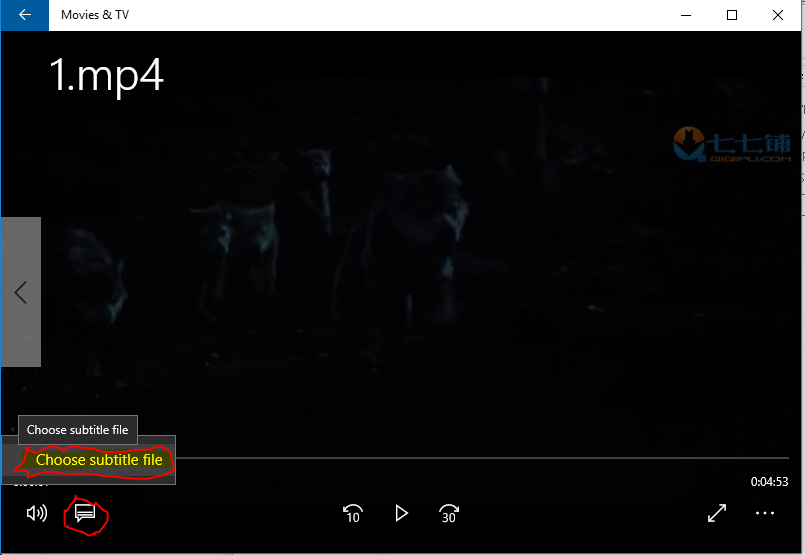 Movies & TV
1.mp4
七七铺
QIQIPU.COM
Choose subtitle file
Choose subtitle file
0:04:53
10
30